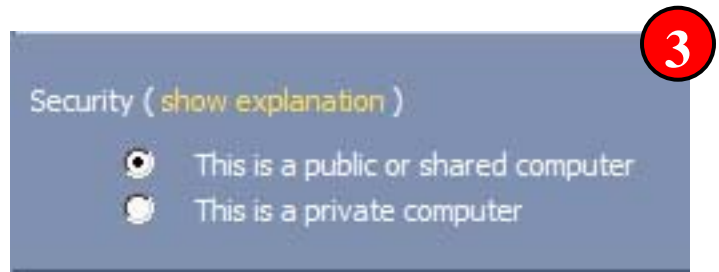 3
Security ( show explanation )
This is a public or shared computer
This is a private computer